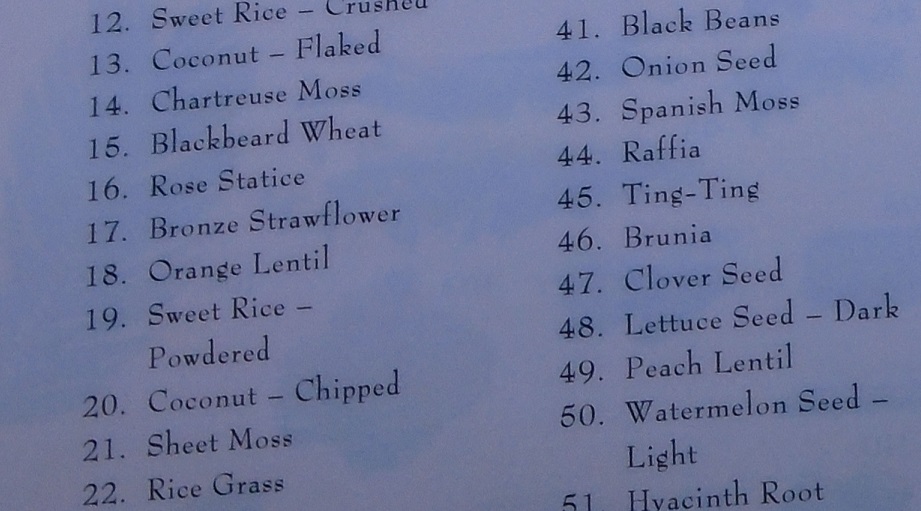 12. Sweet Rice – Crushed
13. Coconut – Flaked
14. Chartreuse Moss
15. Blackbeard Wheat
16. Rose Statice
17. Bronze Strawflower
18. Orange Lentil
19. Sweet Rice –
Powdered
20. Coconut – Chipped
21. Sheet Moss
22. Rice Grass
41. Black Beans
42. Onion Seed
43. Spanish Moss
44. Raffia
45. Ting-Ting
46. Brunia
47. Clover Seed
48. Lettuce Seed – Dark
49. Peach Lentil
50. Watermelon Seed –
Light
51. Hyacinth Root